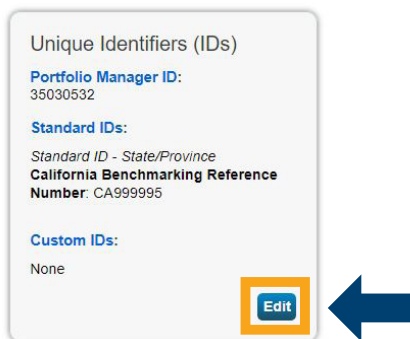 Unique Identifiers (IDs)
Portfolio Manager ID:
35030532
Standard IDs:
Standard ID - State/Province
California Benchmarking Reference
Number: CA999995
Custom IDs:
None
Edit